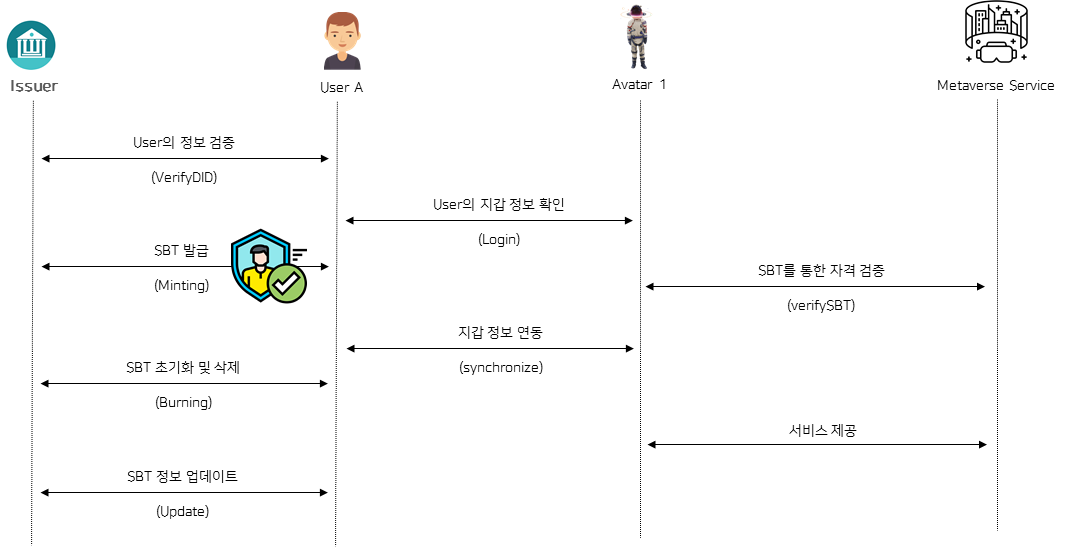 Issuer
User A
Avatar 1
Metaverse Service
User의 정보 검증
(VerifyDID)
User의 지갑 정보 확인
(Login)
SBT 발급
(Minting)
SBT를 통한 자격 검증
(verifySBT)
지갑 정보 연동
(synchronize)
SBT 초기화 및 삭제
(Burning)
서비스 제공
SBT 정보 업데이트
(Update)